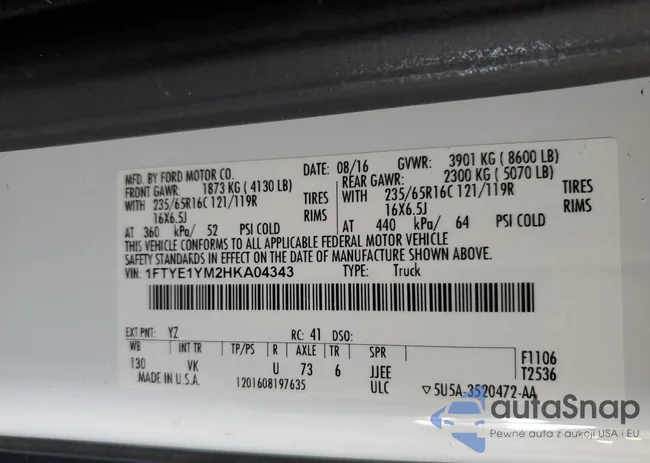 MFD. BY FORD MOTOR CO. DATE: 08/16 GVWR: 3901 KG ( 8600 LB)
FRONT GAWR: 1873 KG ( 4130 LB) REAR GAWR: 2300 KG ( 5070 LB)
WITH 235/65R16C 121/119R TIRES WITH 235/65R16C 121/119R TIRES
16X6.5J RIMS 16X6.5J RIMS
AT 360 kPa/ 52 PSI COLD AT 440 kPa/ 64 PSI COLD
THIS VEHICLE CONFORMS TO ALL APPLICABLE FEDERAL MOTOR VEHICLE
SAFETY STANDARDS IN EFFECT ON THE DATE OF MANUFACTURE SHOWN ABOVE.
VIN: 1FTYE1YM2HKA04343 TYPE: Truck
EXT PNT: YZ RC: 41 DSO:
WB INT TR TP/PS R AXLE TR SPR F1106
130 VK U 73 6 JJEE T2536
MADE IN U.S.A. 1201608197635 ULC ▽5U5A-3520472-AA
autoSnap
Pewne auta z aukcji USA i EU